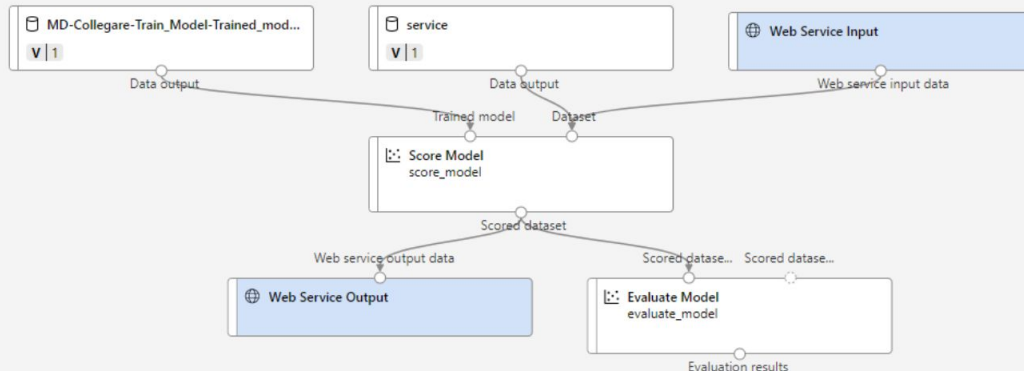 MD-Collegare-Train_Model-Trained_mod...
V 1
Data output
service
V 1
Data output
Web Service Input
Web service input data
Trained model
Dataset
Score Model
score_model
Scored dataset
Web service output data
Web Service Output
Scored datase...
Scored datase...
Evaluate Model
evaluate_model
Evaluation results